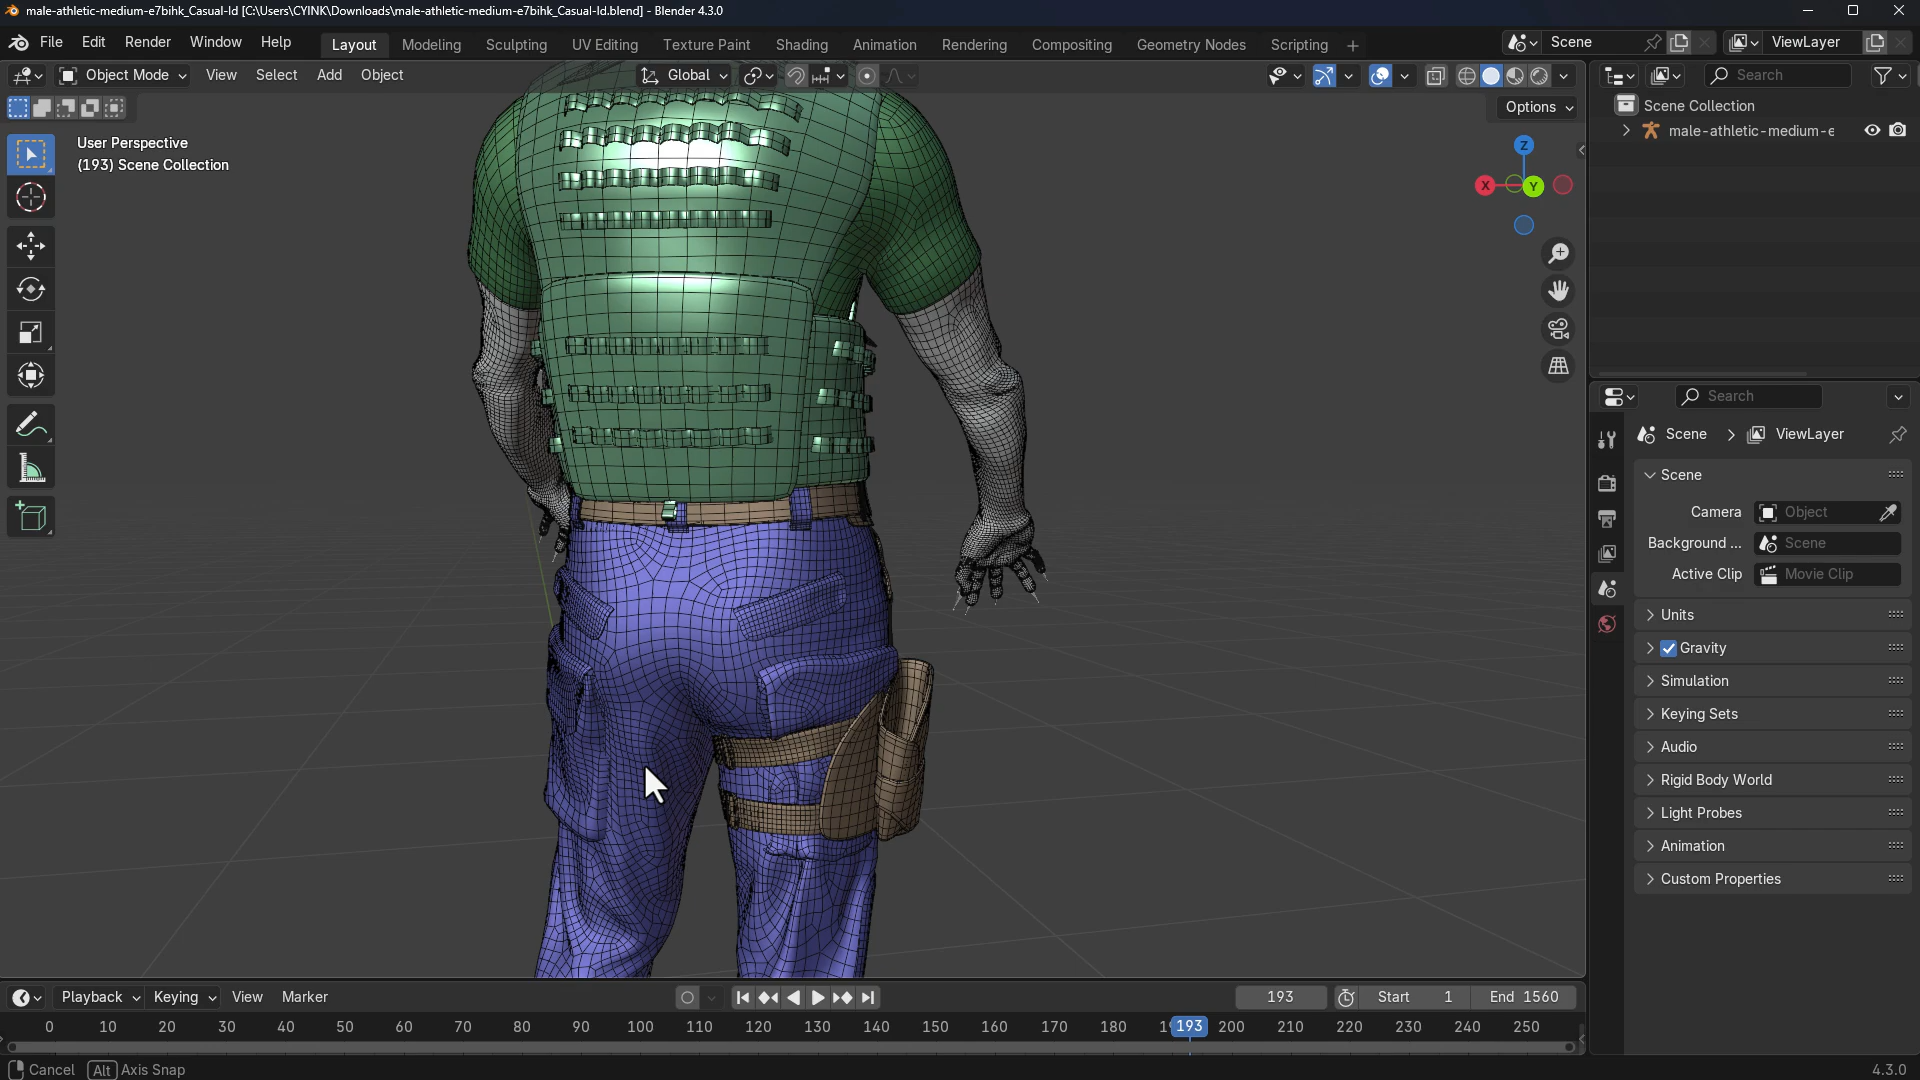 male-athletic-medium-e7bihk_Casual-ld [C:\Users\CYINK\Downloads\male-athletic-medium-e7bihk_Casual-ld.blend] - Blender 4.3.0
File Edit Render Window Help Layout Modeling Sculpting UV Editing Texture Paint Shading Animation Rendering Compositing Geometry Nodes Scripting + Scene ViewLayer
Object Mode View Select Add Object Global Search
Options
Scene Collection
male-athletic-medium-e
User Perspective
(193) Scene Collection
Z
X
Y
Search
Scene ViewLayer
Scene
Camera Object
Background ... Scene
Active Clip Movie Clip
Units
Gravity
Simulation
Keying Sets
Audio
Rigid Body World
Light Probes
Animation
Custom Properties
Playback Keying View Marker 193 Start 1 End 1560
0 10 20 30 40 50 60 70 80 90 100 110 120 130 140 150 160 170 180 193 200 210 220 230 240 250
Cancel Alt Axis Snap 4.3.0